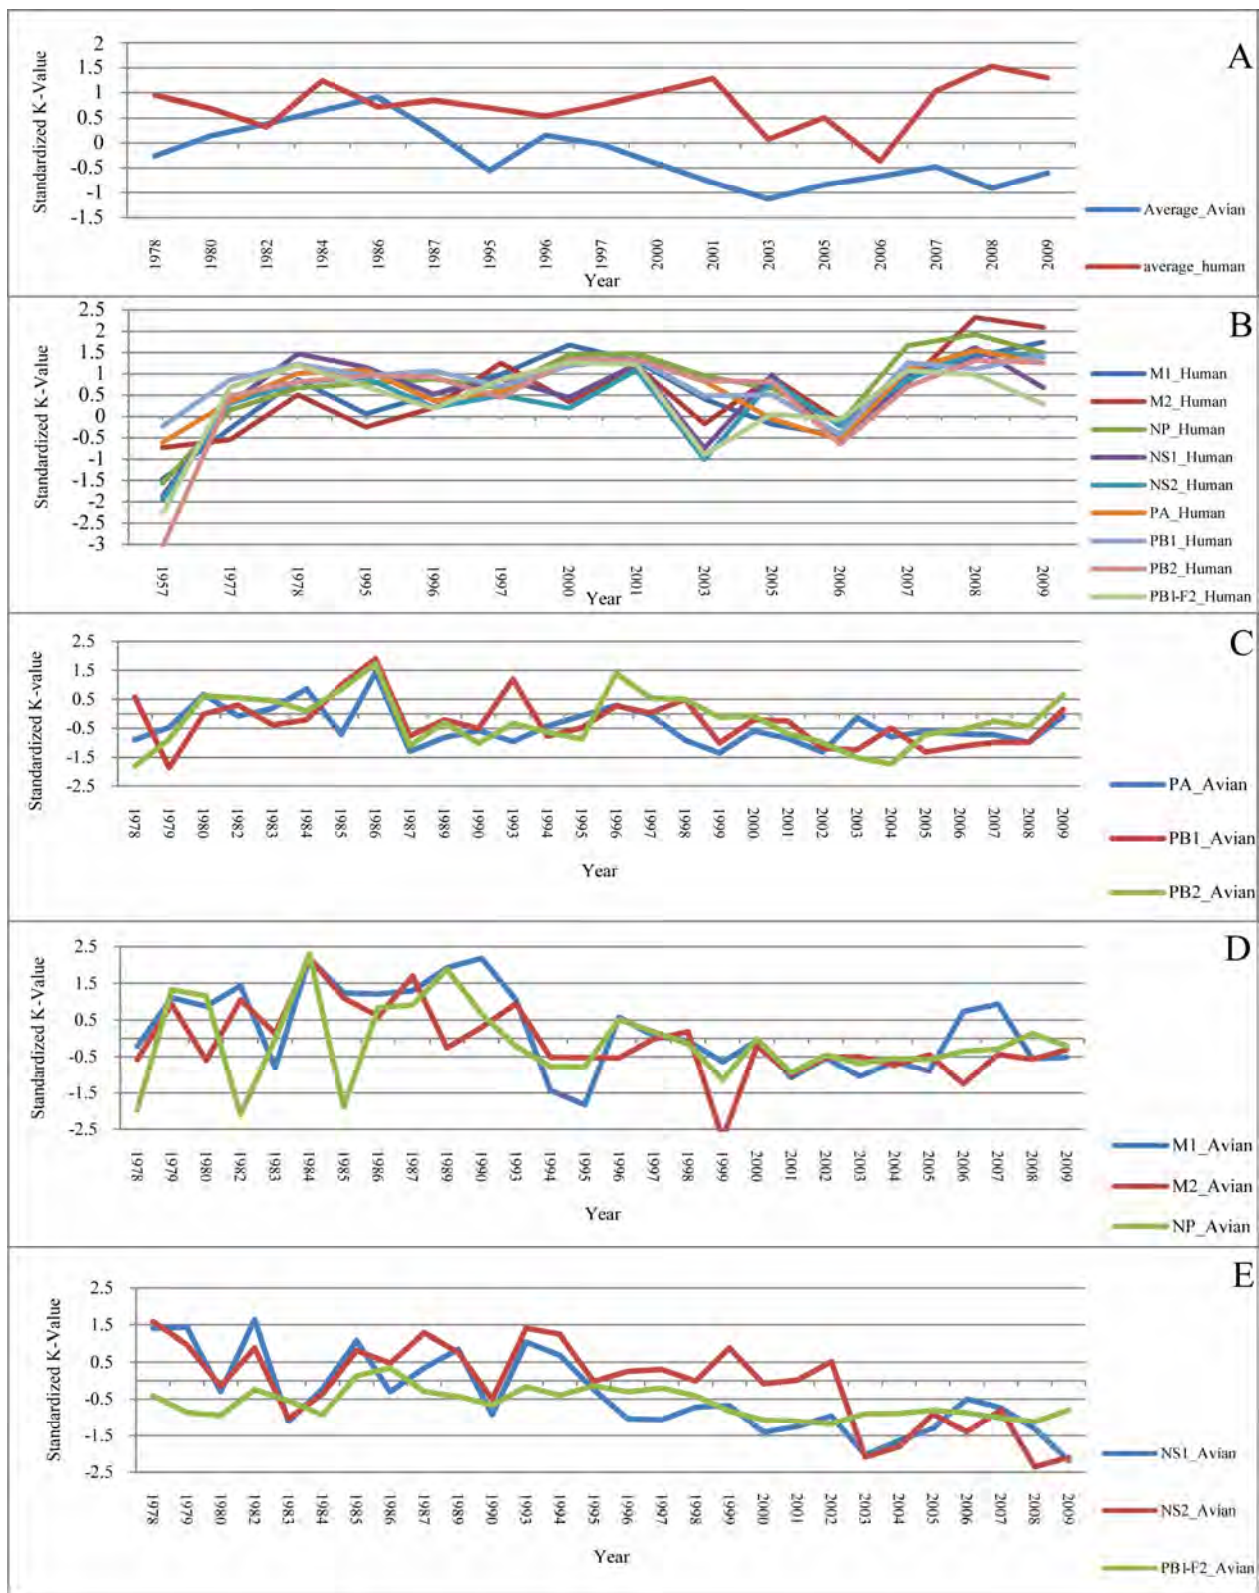 A
Standardized K-Value
2
1.5
1
0.5
0
-0.5
-1
-1.5
1978 1980 1982 1984 1986 1987 1995 1996 1997 2000 2001 2003 2005 2006 2007 2008 2009
Year
Average_Avian
average_human
B
Standardized K-Value
2.5
2
1.5
1
0.5
0
-0.5
-1
-1.5
-2
-2.5
-3
1957 1977 1978 1995 1996 1997 2000 2001 2003 2005 2006 2007 2008 2009
Year
M1_Human
M2_Human
NP_Human
NS1_Human
NS2_Human
PA_Human
PB1_Human
PB2_Human
PB1-F2_Human
C
Standardized K-value
2.5
1.5
0.5
-0.5
-1.5
-2.5
1978 1979 1980 1982 1983 1984 1985 1986 1987 1989 1990 1993 1994 1995 1996 1997 1998 1999 2000 2001 2002 2003 2004 2005 2006 2007 2008 2009
Year
PA_Avian
PB1_Avian
PB2_Avian
D
Standardized K-Value
2.5
1.5
0.5
-0.5
-1.5
-2.5
1978 1979 1980 1982 1983 1984 1985 1986 1987 1989 1990 1993 1994 1995 1996 1997 1998 1999 2000 2001 2002 2003 2004 2005 2006 2007 2008 2009
Year
M1_Avian
M2_Avian
NP_Avian
E
Standardized K-Value
2.5
1.5
0.5
-0.5
-1.5
-2.5
1978 1979 1980 1982 1983 1984 1985 1986 1987 1989 1990 1993 1994 1995 1996 1997 1998 1999 2000 2001 2002 2003 2004 2005 2006 2007 2008 2009
Year
NS1_Avian
NS2_Avian
PB1-F2_Avian